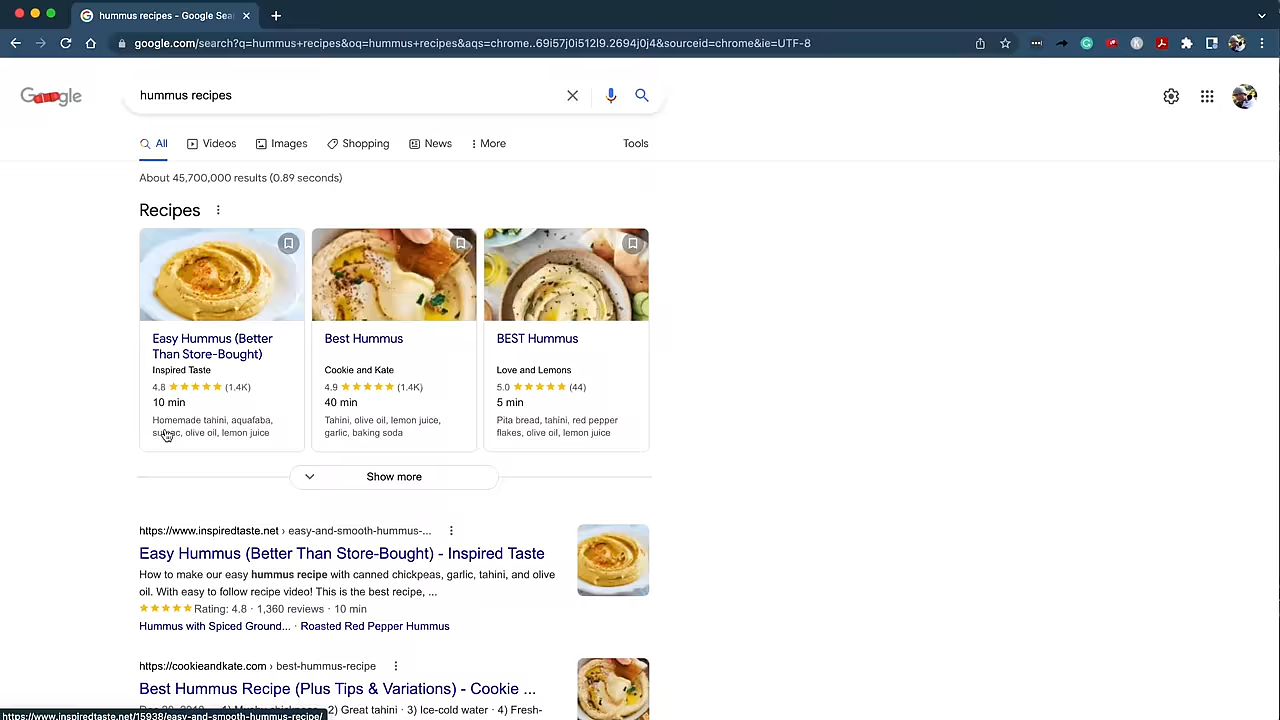 hummus recipes - Google Sea
google.com/search?q=hummus+recipes&oq=hummus+recipes&aqs=chrome..69i57j0i512l9.2694j0j4&sourceid=chrome&ie=UTF-8
Google
hummus recipes
All Videos Images Shopping News More Tools
About 45,700,000 results (0.89 seconds)
Recipes
Easy Hummus (Better
Than Store-Bought)
Inspired Taste
4.8 (1.4K)
10 min
Homemade tahini, aquafaba,
sumac, olive oil, lemon juice
Best Hummus
Cookie and Kate
4.9 (1.4K)
40 min
Tahini, olive oil, lemon juice,
garlic, baking soda
BEST Hummus
Love and Lemons
5.0 (44)
5 min
Pita bread, tahini, red pepper
flakes, olive oil, lemon juice
Show more
https://www.inspiredtaste.net › easy-and-smooth-hummus-...
Easy Hummus (Better Than Store-Bought) - Inspired Taste
How to make our easy hummus recipe with canned chickpeas, garlic, tahini, and olive
oil. With easy to follow recipe video! This is the best recipe, ...
Rating: 4.8 · 1,360 reviews · 10 min
Hummus with Spiced Ground... · Roasted Red Pepper Hummus
https://cookieandkate.com › best-hummus-recipe
Best Hummus Recipe (Plus Tips & Variations) - Cookie ...
2) Great tahini · 3) Ice-cold water · 4) Fresh-
https://www.inspiredtaste.net/15938/easy-and-smooth-hummus-recipe/